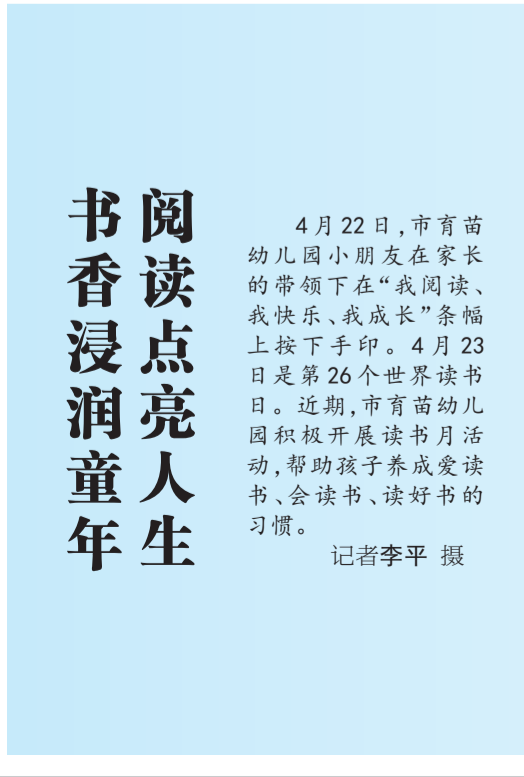 阅读点亮人生
书香浸润童年
4月22日,市育苗
幼儿园小朋友在家长
的带领下在“我阅读、
我快乐、我成长”条幅
上按下手印。4月23
日是第26个世界读书
日。近期,市育苗幼儿
园积极开展读书月活
动,帮助孩子养成爱读
书、会读书、读好书的
习惯。
记者李平 摄